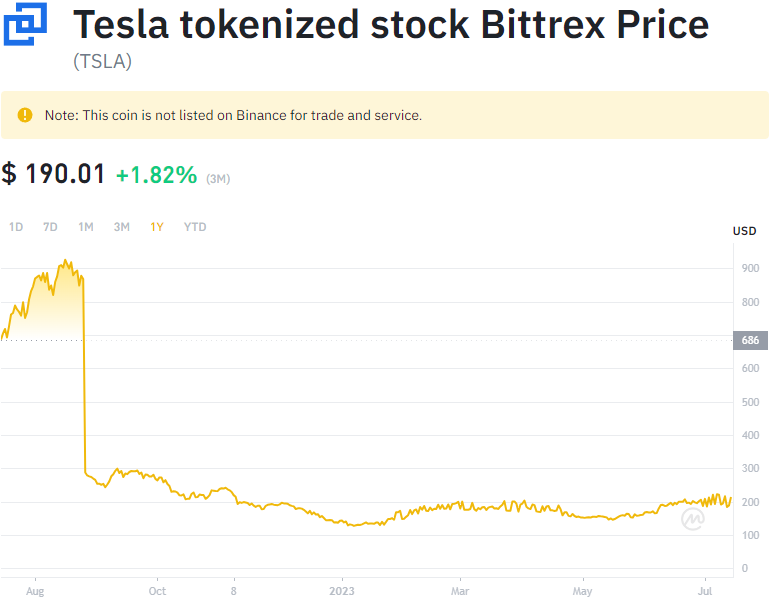 Tesla tokenized stock Bittrex Price
(TSLA)
Note: This coin is not listed on Binance for trade and service.
$ 190.01 +1.82% (3M)
1D 7D 1M 3M 1Y YTD
USD
900
800
686
600
500
400
300
200
100
0
Aug Oct 8 2023 Mar May Jul